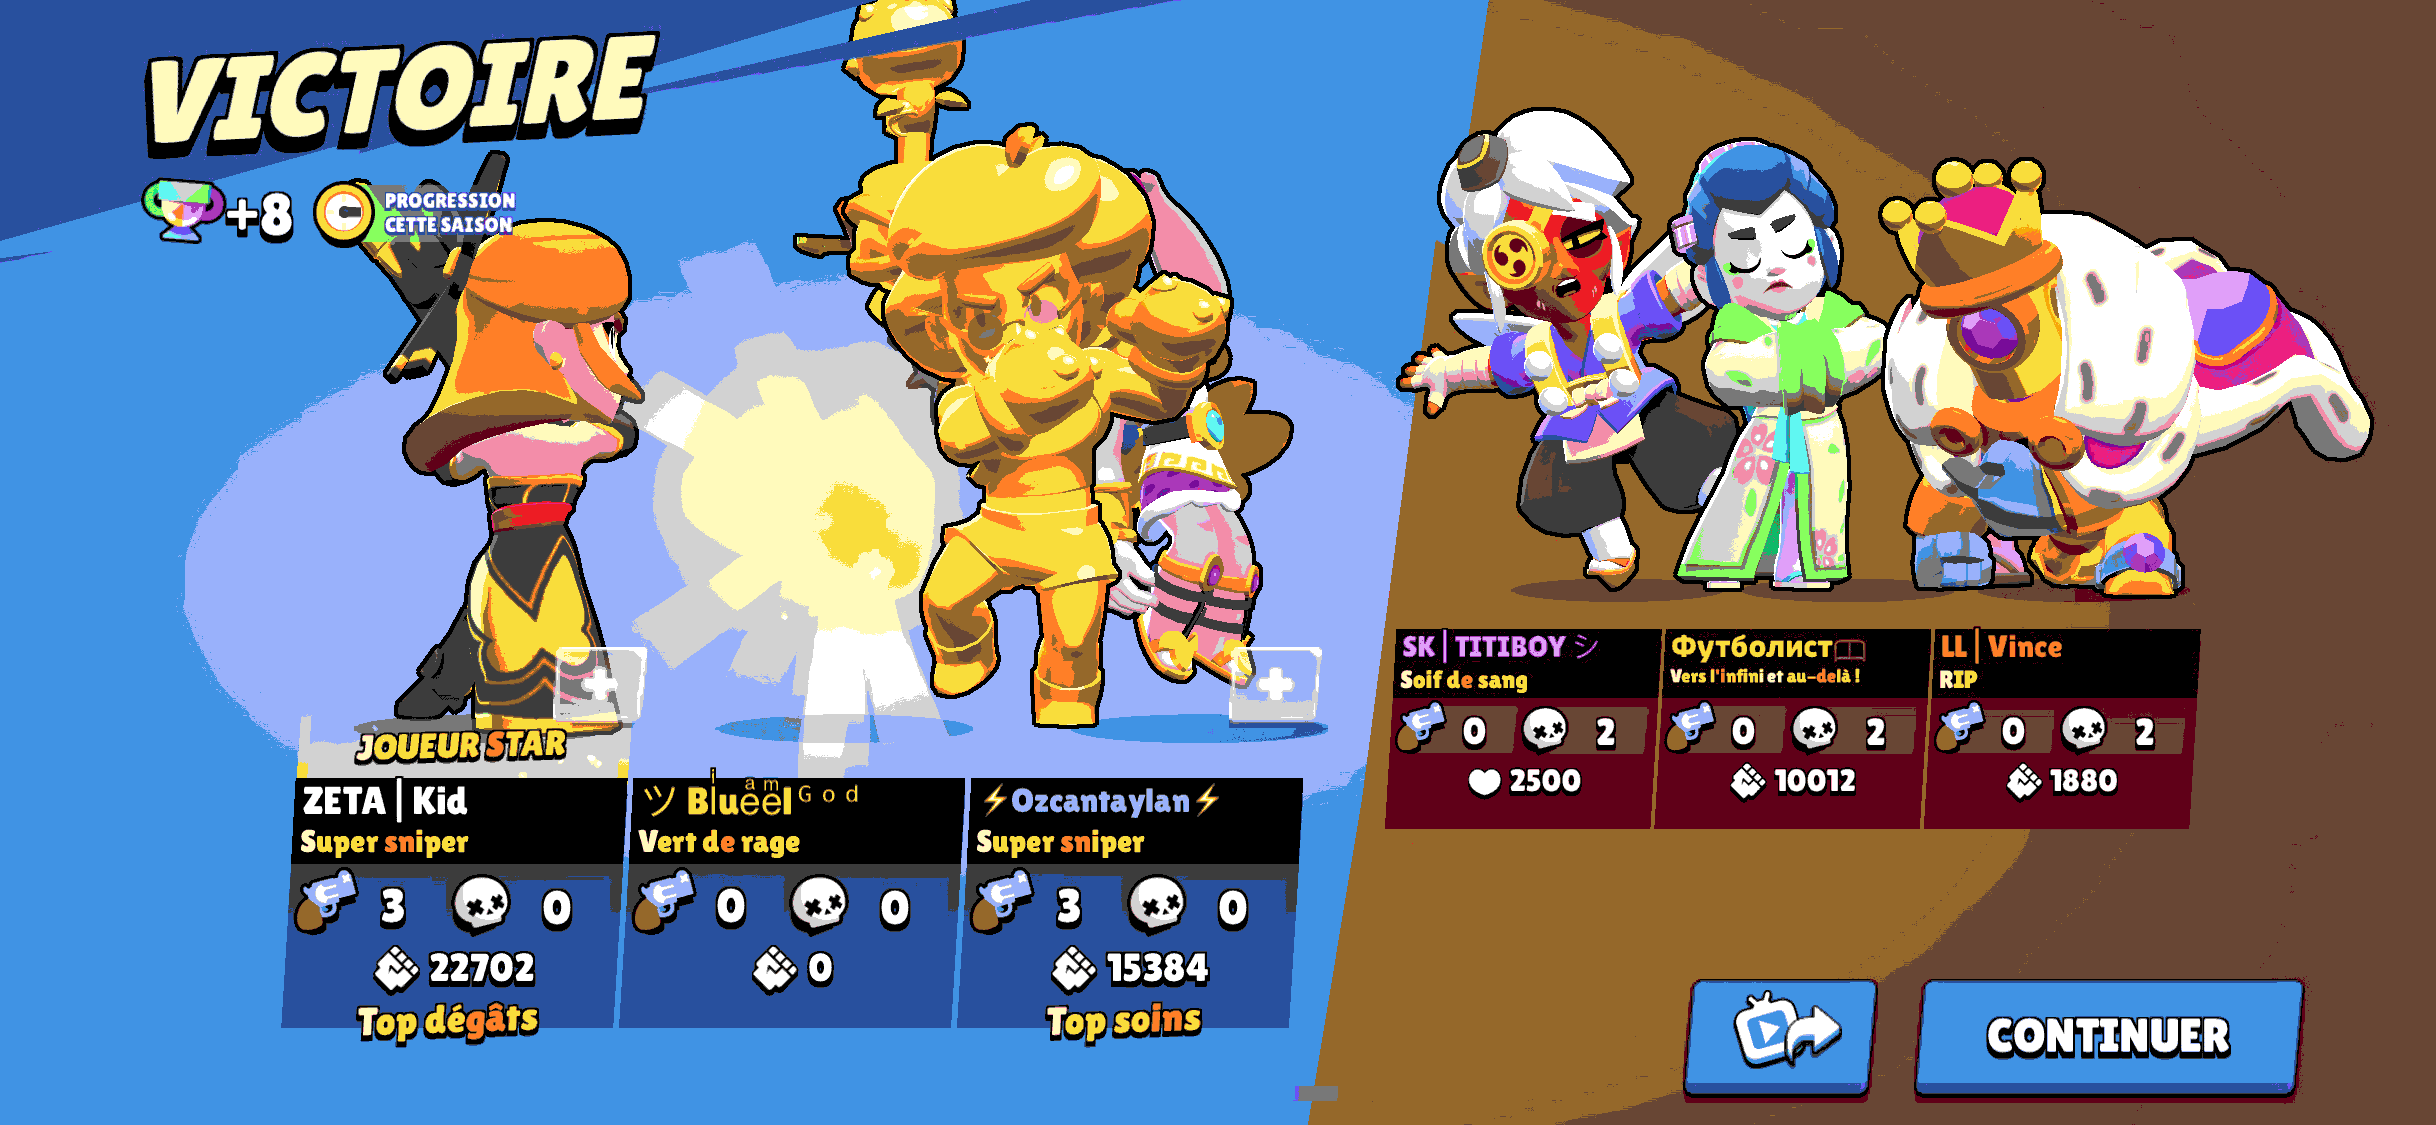 VICTOIRE
+8
PROGRESSION
CETTE SAISON
SK | TITIBOY シ
Soif de sang
0 2
2500
Футболист
Vers l'infini et au-delà !
0 2
10012
LL | Vince
RIP
0 2
1880
JOUEUR STAR
ZETA | Kid
Super sniper
3 0
22702
Top dégâts
ツ Blueel God
Vert de rage
0 0
0
⚡Ozcantaylan⚡
Super sniper
3 0
15384
Top soins
CONTINUER